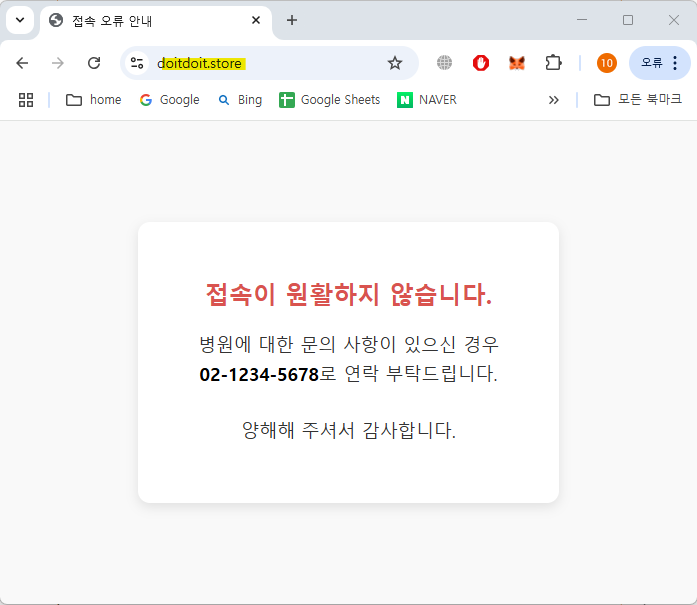 접속 오류 안내
doitdoit.store
10
오류
home
Google
Bing
Google Sheets
N
NAVER
모든 북마크
접속이 원활하지 않습니다.
병원에 대한 문의 사항이 있으신 경우
02-1234-5678로 연락 부탁드립니다.
양해해 주셔서 감사합니다.